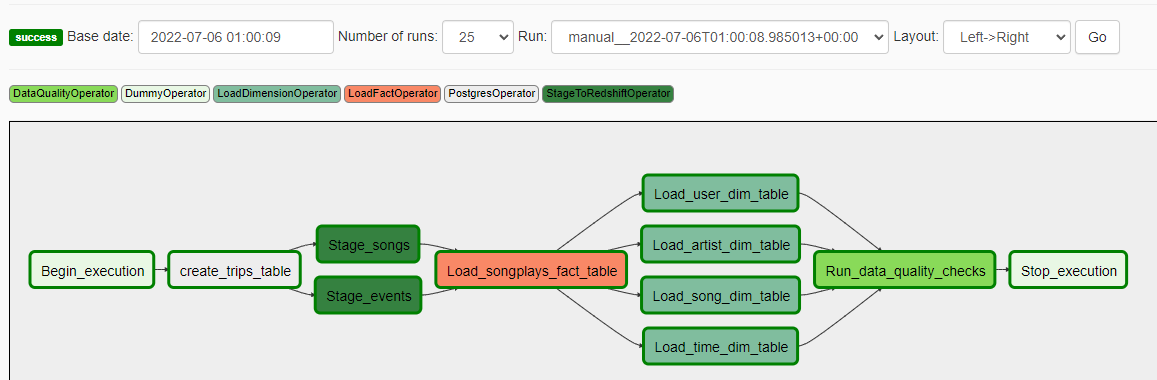 success Base date: 2022-07-06 01:00:09 Number of runs: 25 Run: manual__2022-07-06T01:00:08.985013+00:00 Layout: Left->Right Go
DataQualityOperator DummyOperator LoadDimensionOperator LoadFactOperator PostgresOperator StageToRedshiftOperator
Begin_execution
create_trips_table
Stage_songs
Stage_events
Load_songplays_fact_table
Load_user_dim_table
Load_artist_dim_table
Load_song_dim_table
Load_time_dim_table
Run_data_quality_checks
Stop_execution